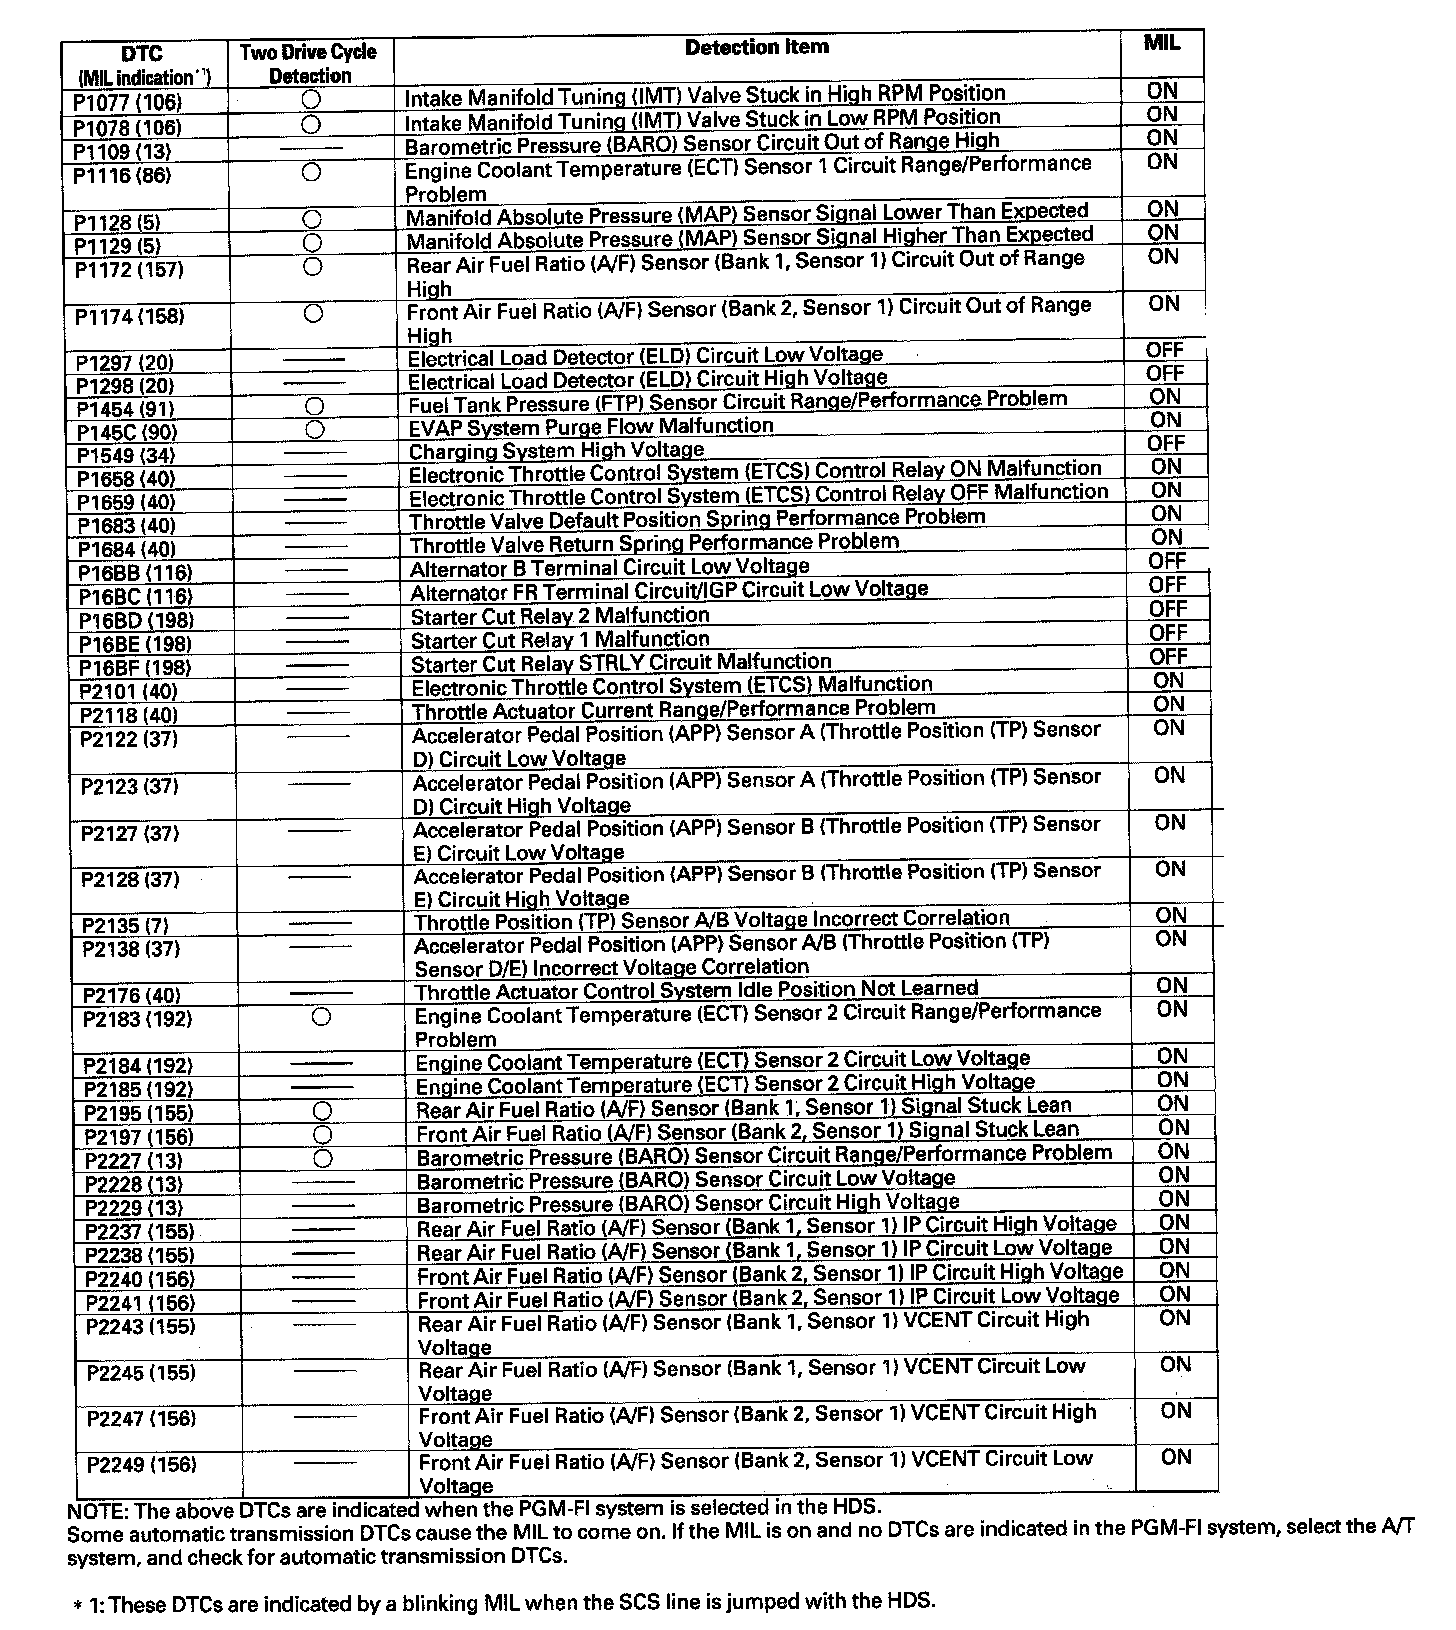 DTC Two Drive Cycle Detection Item MIL
(MIL indication*1) Detection
P1077 (106) ○ Intake Manifold Tuning (IMT) Valve Stuck in High RPM Position ON
P1078 (106) ○ Intake Manifold Tuning (IMT) Valve Stuck in Low RPM Position ON
P1109 (13) —— Barometric Pressure (BARO) Sensor Circuit Out of Range High ON
P1116 (86) ○ Engine Coolant Temperature (ECT) Sensor 1 Circuit Range/Performance ON
Problem
P1128 (5) ○ Manifold Absolute Pressure (MAP) Sensor Signal Lower Than Expected ON
P1129 (5) ○ Manifold Absolute Pressure (MAP) Sensor Signal Higher Than Expected ON
P1172 (157) ○ Rear Air Fuel Ratio (A/F) Sensor (Bank 1, Sensor 1) Circuit Out of Range ON
High
P1174 (158) ○ Front Air Fuel Ratio (A/F) Sensor (Bank 2, Sensor 1) Circuit Out of Range ON
High
P1297 (20) —— Electrical Load Detector (ELD) Circuit Low Voltage OFF
P1298 (20) —— Electrical Load Detector (ELD) Circuit High Voltage OFF
P1454 (91) ○ Fuel Tank Pressure (FTP) Sensor Circuit Range/Performance Problem ON
P145C (90) ○ EVAP System Purge Flow Malfunction ON
P1549 (34) —— Charging System High Voltage OFF
P1658 (40) —— Electronic Throttle Control System (ETCS) Control Relay ON Malfunction ON
P1659 (40) —— Electronic Throttle Control System (ETCS) Control Relay OFF Malfunction ON
P1683 (40) —— Throttle Valve Default Position Spring Performance Problem ON
P1684 (40) —— Throttle Valve Return Spring Performance Problem ON
P16BB (116) —— Alternator B Terminal Circuit Low Voltage OFF
P16BC (116) —— Alternator FR Terminal Circuit/IGP Circuit Low Voltage OFF
P16BD (198) —— Starter Cut Relay 2 Malfunction OFF
P16BE (198) —— Starter Cut Relay 1 Malfunction OFF
P16BF (198) —— Starter Cut Relay STRLY Circuit Malfunction OFF
P2101 (40) —— Electronic Throttle Control System (ETCS) Malfunction ON
P2118 (40) —— Throttle Actuator Current Range/Performance Problem ON
P2122 (37) —— Accelerator Pedal Position (APP) Sensor A (Throttle Position (TP) Sensor ON
D) Circuit Low Voltage
P2123 (37) —— Accelerator Pedal Position (APP) Sensor A (Throttle Position (TP) Sensor ON
D) Circuit High Voltage
P2127 (37) —— Accelerator Pedal Position (APP) Sensor B (Throttle Position (TP) Sensor ON
E) Circuit Low Voltage
P2128 (37) —— Accelerator Pedal Position (APP) Sensor B (Throttle Position (TP) Sensor ON
E) Circuit High Voltage
P2135 (7) —— Throttle Position (TP) Sensor A/B Voltage Incorrect Correlation ON
P2138 (37) —— Accelerator Pedal Position (APP) Sensor A/B (Throttle Position (TP) ON
Sensor D/E) Incorrect Voltage Correlation
P2176 (40) —— Throttle Actuator Control System Idle Position Not Learned ON
P2183 (192) ○ Engine Coolant Temperature (ECT) Sensor 2 Circuit Range/Performance ON
Problem
P2184 (192) —— Engine Coolant Temperature (ECT) Sensor 2 Circuit Low Voltage ON
P2185 (192) —— Engine Coolant Temperature (ECT) Sensor 2 Circuit High Voltage ON
P2195 (155) ○ Rear Air Fuel Ratio (A/F) Sensor (Bank 1, Sensor 1) Signal Stuck Lean ON
P2197 (156) ○ Front Air Fuel Ratio (A/F) Sensor (Bank 2, Sensor 1) Signal Stuck Lean ON
P2227 (13) ○ Barometric Pressure (BARO) Sensor Circuit Range/Performance Problem ON
P2228 (13) —— Barometric Pressure (BARO) Sensor Circuit Low Voltage ON
P2229 (13) —— Barometric Pressure (BARO) Sensor Circuit High Voltage ON
P2237 (155) —— Rear Air Fuel Ratio (A/F) Sensor (Bank 1, Sensor 1) IP Circuit High Voltage ON
P2238 (155) —— Rear Air Fuel Ratio (A/F) Sensor (Bank 1, Sensor 1) IP Circuit Low Voltage ON
P2240 (156) —— Front Air Fuel Ratio (A/F) Sensor (Bank 2, Sensor 1) IP Circuit High Voltage ON
P2241 (156) —— Front Air Fuel Ratio (A/F) Sensor (Bank 2, Sensor 1) IP Circuit Low Voltage ON
P2243 (155) —— Rear Air Fuel Ratio (A/F) Sensor (Bank 1, Sensor 1) VCENT Circuit High ON
Voltage
P2245 (155) —— Rear Air Fuel Ratio (A/F) Sensor (Bank 1, Sensor 1) VCENT Circuit Low ON
Voltage
P2247 (156) —— Front Air Fuel Ratio (A/F) Sensor (Bank 2, Sensor 1) VCENT Circuit High ON
Voltage
P2249 (156) —— Front Air Fuel Ratio (A/F) Sensor (Bank 2, Sensor 1) VCENT Circuit Low ON
Voltage
NOTE: The above DTCs are indicated when the PGM-FI system is selected in the HDS.
Some automatic transmission DTCs cause the MIL to come on. If the MIL is on and no DTCs are indicated in the PGM-FI system, select the A/T
system, and check for automatic transmission DTCs.
* 1: These DTCs are indicated by a blinking MIL when the SCS line is jumped with the HDS.